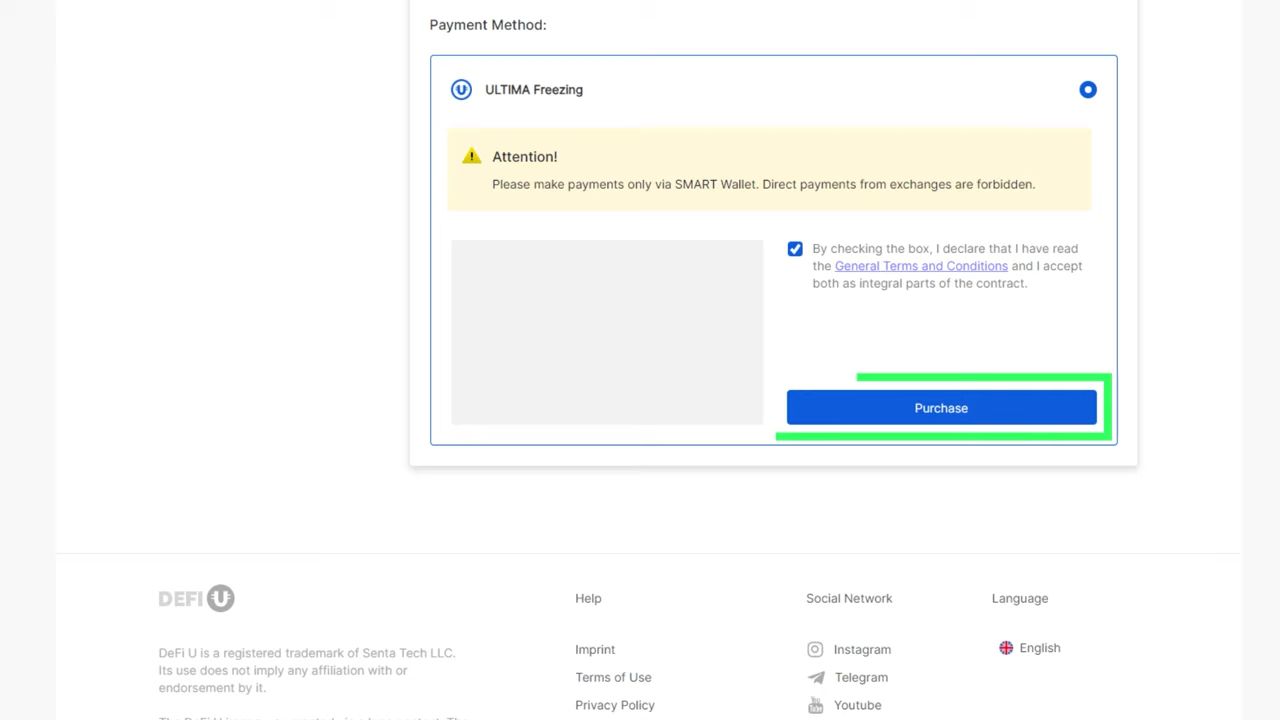 Payment Method:
ULTIMA Freezing
Attention!
Please make payments only via SMART Wallet. Direct payments from exchanges are forbidden.
By checking the box, I declare that I have read
the General Terms and Conditions and I accept
both as integral parts of the contract.
Purchase
DEFI U
DeFi U is a registered trademark of Senta Tech LLC.
Its use does not imply any affiliation with or
endorsement by it.
Help
Imprint
Terms of Use
Privacy Policy
Social Network
Instagram
Telegram
Youtube
Language
English